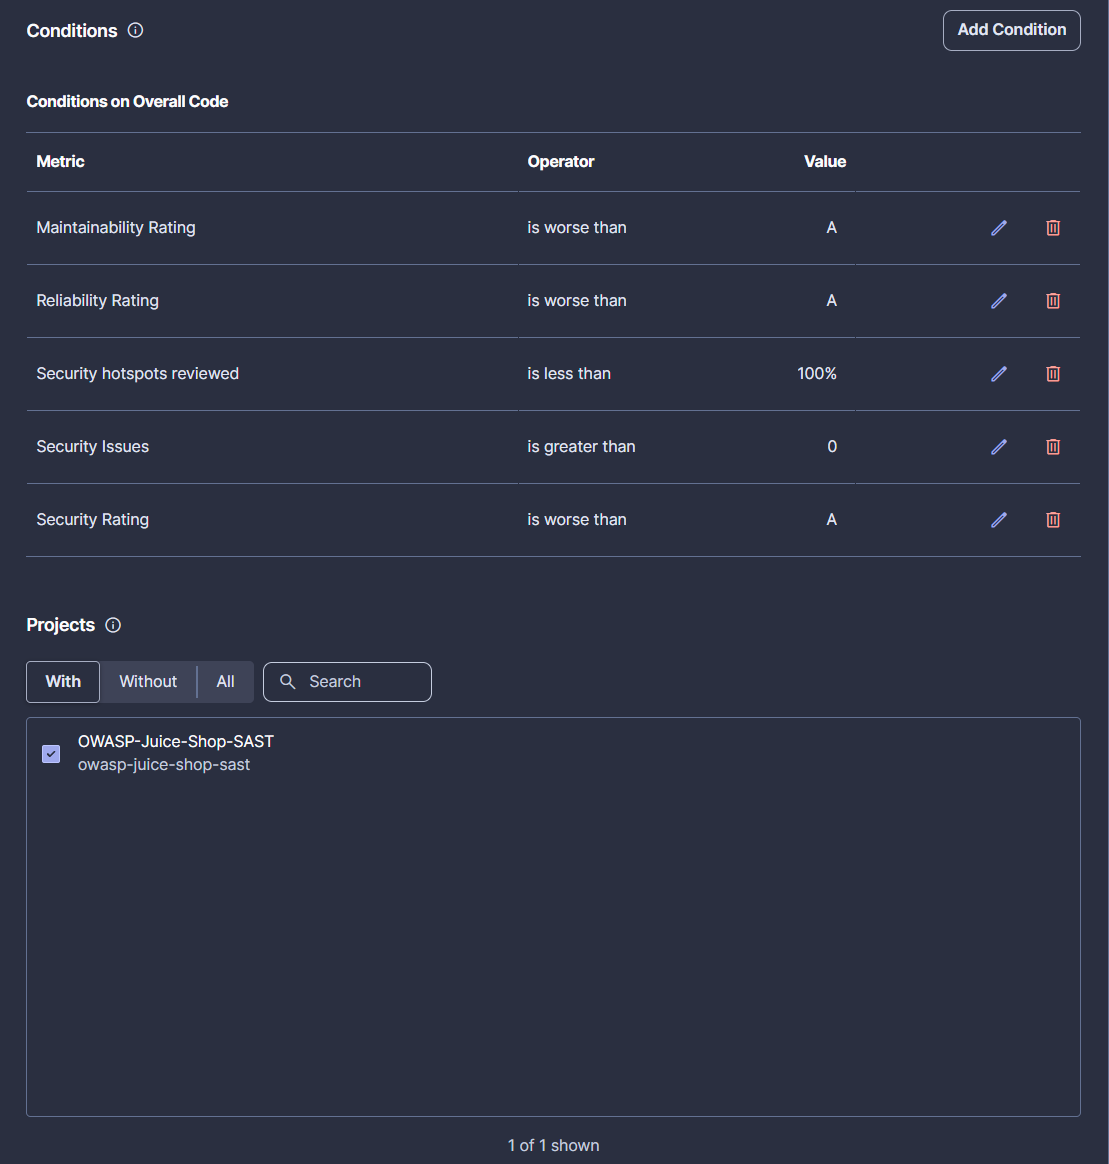 Conditions
Add Condition
Conditions on Overall Code
Metric Operator Value
Maintainability Rating is worse than A
Reliability Rating is worse than A
Security hotspots reviewed is less than 100%
Security Issues is greater than 0
Security Rating is worse than A
Projects
With Without All Search
OWASP-Juice-Shop-SAST
owasp-juice-shop-sast
1 of 1 shown